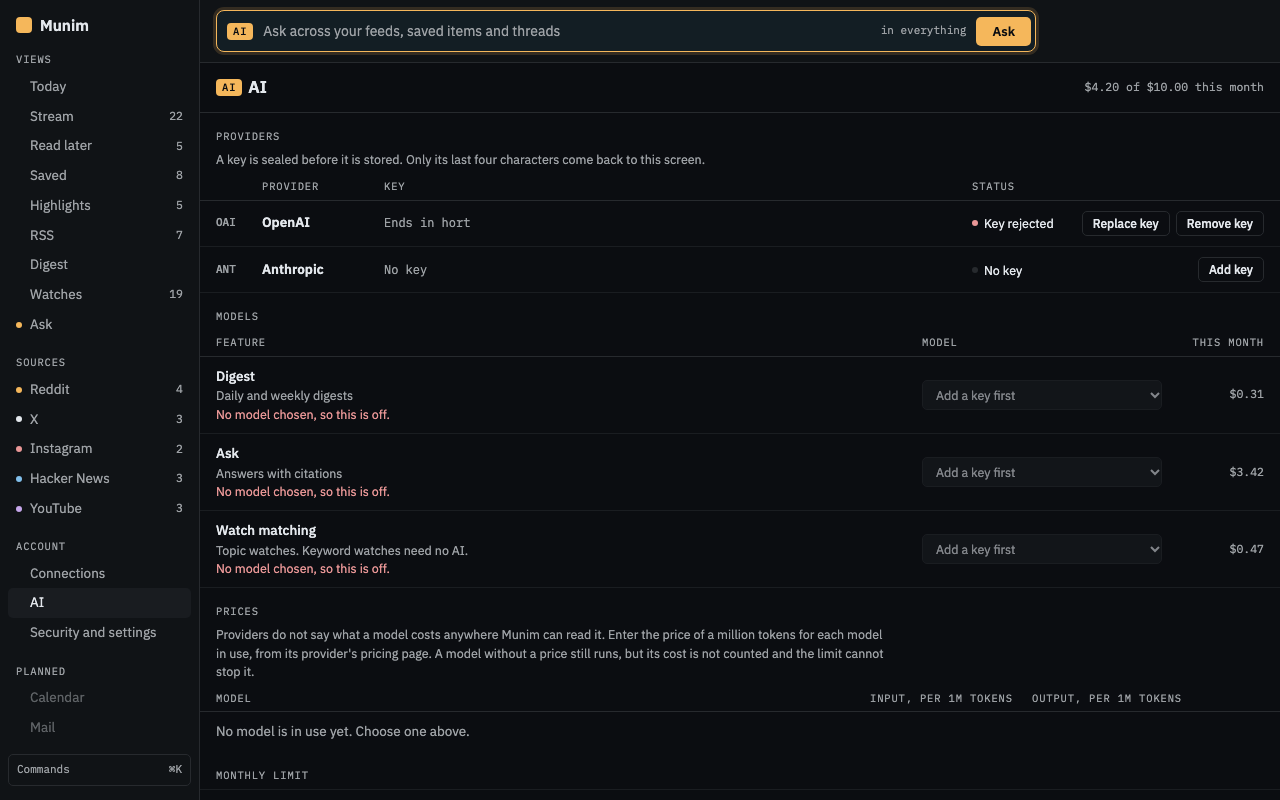 Munim
AI Ask across your feeds, saved items and threads in everything Ask
VIEWS
Today
Stream 22
Read later 5
Saved 8
Highlights 5
RSS 7
Digest
Watches 19
Ask
SOURCES
Reddit 4
X 3
Instagram 2
Hacker News 3
YouTube 3
ACCOUNT
Connections
AI
Security and settings
PLANNED
Calendar
Mail
Commands ⌘K
AI AI $4.20 of $10.00 this month
PROVIDERS
A key is sealed before it is stored. Only its last four characters come back to this screen.
PROVIDER KEY STATUS
OAI OpenAI Ends in hort Key rejected Replace key Remove key
ANT Anthropic No key No key Add key
MODELS
FEATURE MODEL THIS MONTH
Digest
Daily and weekly digests
No model chosen, so this is off.
Add a key first $0.31
Ask
Answers with citations
No model chosen, so this is off.
Add a key first $3.42
Watch matching
Topic watches. Keyword watches need no AI.
No model chosen, so this is off.
Add a key first $0.47
PRICES
Providers do not say what a model costs anywhere Munim can read it. Enter the price of a million tokens for each model
in use, from its provider's pricing page. A model without a price still runs, but its cost is not counted and the limit cannot
stop it.
MODEL INPUT, PER 1M TOKENS OUTPUT, PER 1M TOKENS
No model is in use yet. Choose one above.
MONTHLY LIMIT